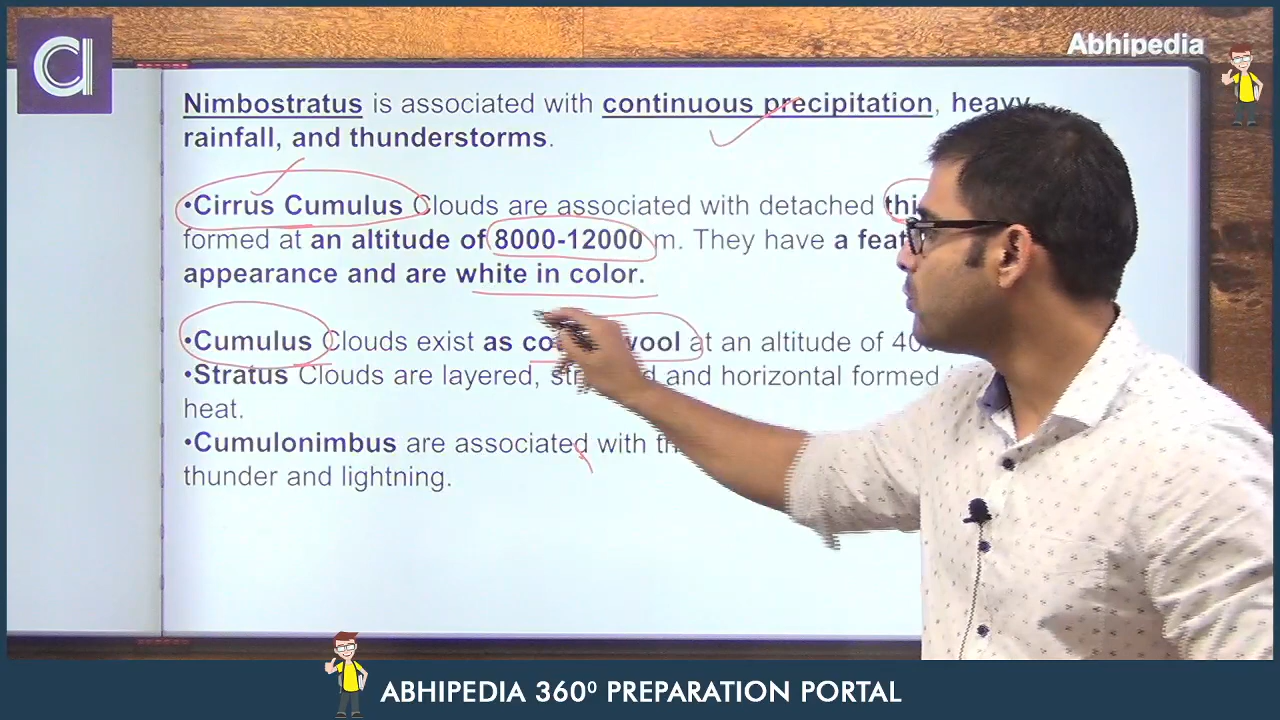 Abhipedia
Nimbostratus is associated with continuous precipitation, heavy
rainfall, and thunderstorms.
•Cirrus Cumulus Clouds are associated with detached
formed at an altitude of 8000-12000 m. They have a
appearance and are white in color.
•Cumulus Clouds exist as at an altitude of
•Stratus Clouds are layered, and horizontal formed
heat.
•Cumulonimbus are associated with
thunder and lightning.
ABHIPEDIA 360⁰ PREPARATION PORTAL